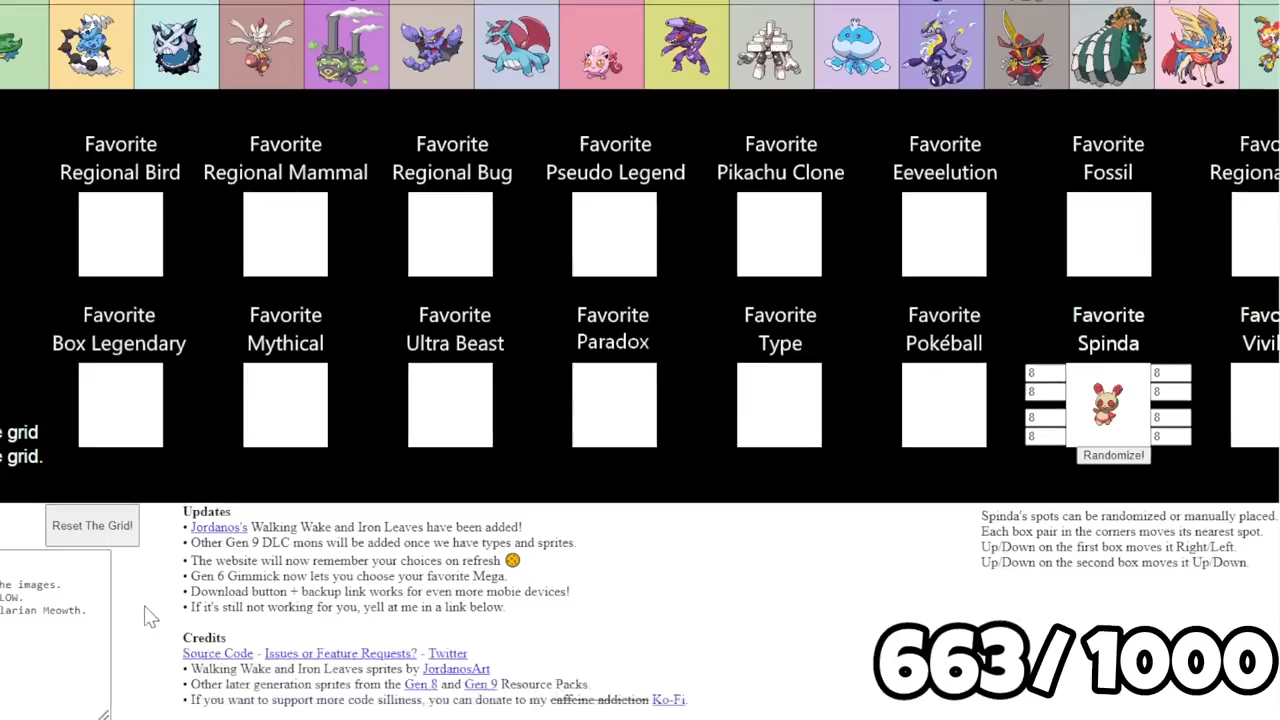 Favorite
Regional Bird
Favorite
Regional Mammal
Favorite
Regional Bug
Favorite
Pseudo Legend
Favorite
Pikachu Clone
Favorite
Eeveelution
Favorite
Fossil
Favo
Regiona
Favorite
Box Legendary
Favorite
Mythical
Favorite
Ultra Beast
Favorite
Paradox
Favorite
Type
Favorite
Pokéball
Favorite
Spinda
Favo
Vivil
8 8
8 8
8 8
8 8
Randomize!
e grid
e grid.
Reset The Grid!
he images.
LOW.
larian Meowth.
Updates
• Jordanos's Walking Wake and Iron Leaves have been added!
• Other Gen 9 DLC mons will be added once we have types and sprites.
• The website will now remember your choices on refresh
• Gen 6 Gimmick now lets you choose your favorite Mega.
• Download button + backup link works for even more mobie devices!
• If it's still not working for you, yell at me in a link below.
Credits
Source Code - Issues or Feature Requests? - Twitter
• Walking Wake and Iron Leaves sprites by JordanosArt
• Other later generation sprites from the Gen 8 and Gen 9 Resource Packs.
• If you want to support more code silliness, you can donate to my caffeine addiction Ko-Fi.
Spinda's spots can be randomized or manually placed.
Each box pair in the corners moves its nearest spot.
Up/Down on the first box moves it Right/Left.
Up/Down on the second box moves it Up/Down.
663/1000